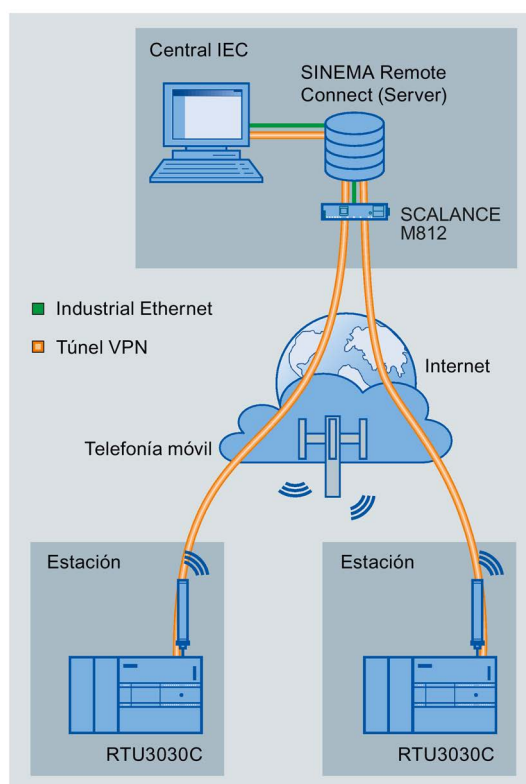 Central IEC
SINEMA Remote
Connect (Server)
SCALANCE
M812
Industrial Ethernet
Túnel VPN
Internet
Telefonía móvil
Estación
Estación
RTU3030C
RTU3030C